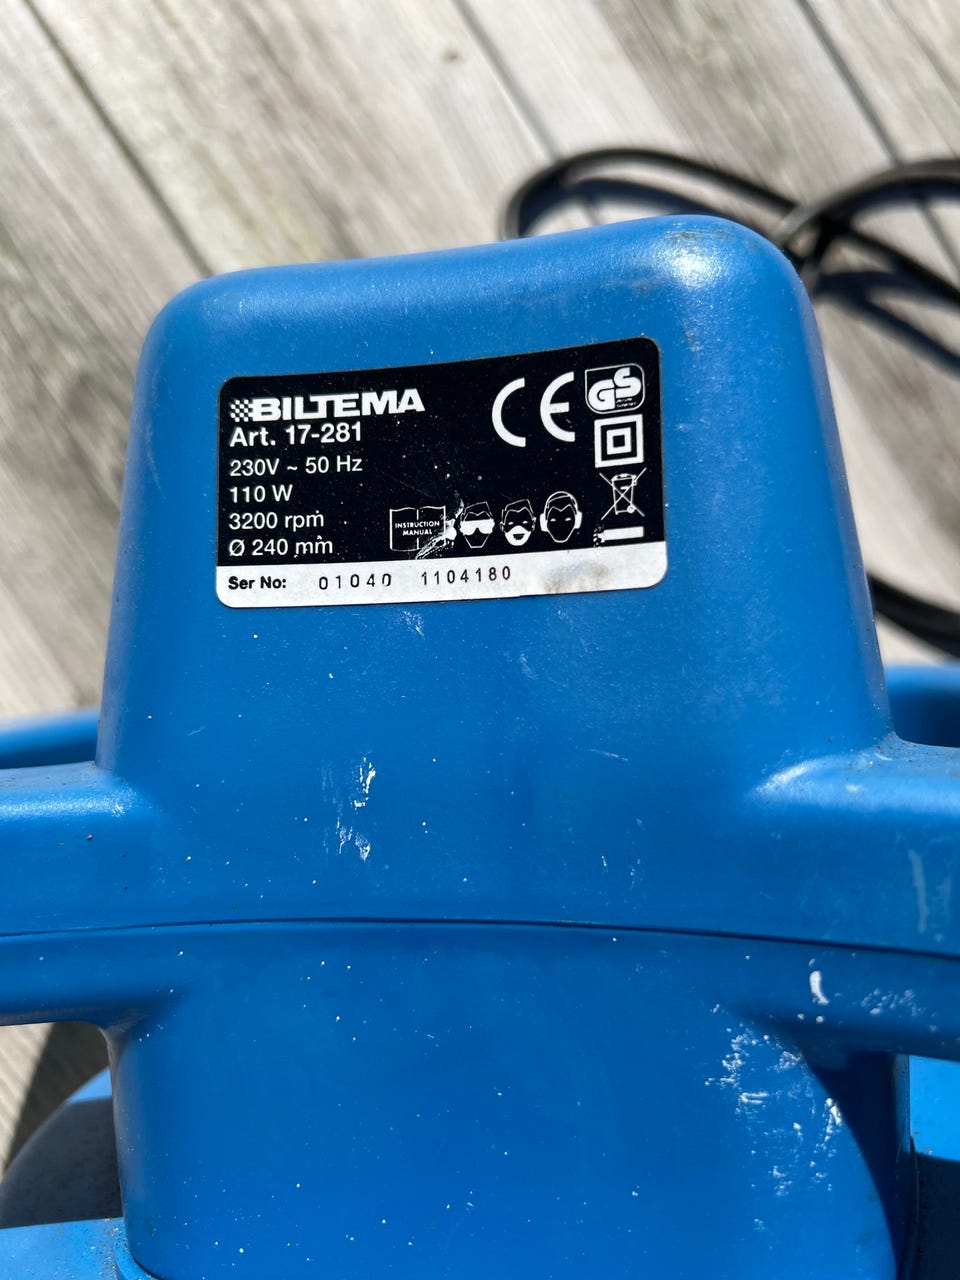 BILTEMA
Art. 17-281
230V ~ 50 Hz
110 W
3200 rpm
Ø 240 mm
CE
GS
INSTRUCTION
MANUAL
Ser No: 01040 1104180